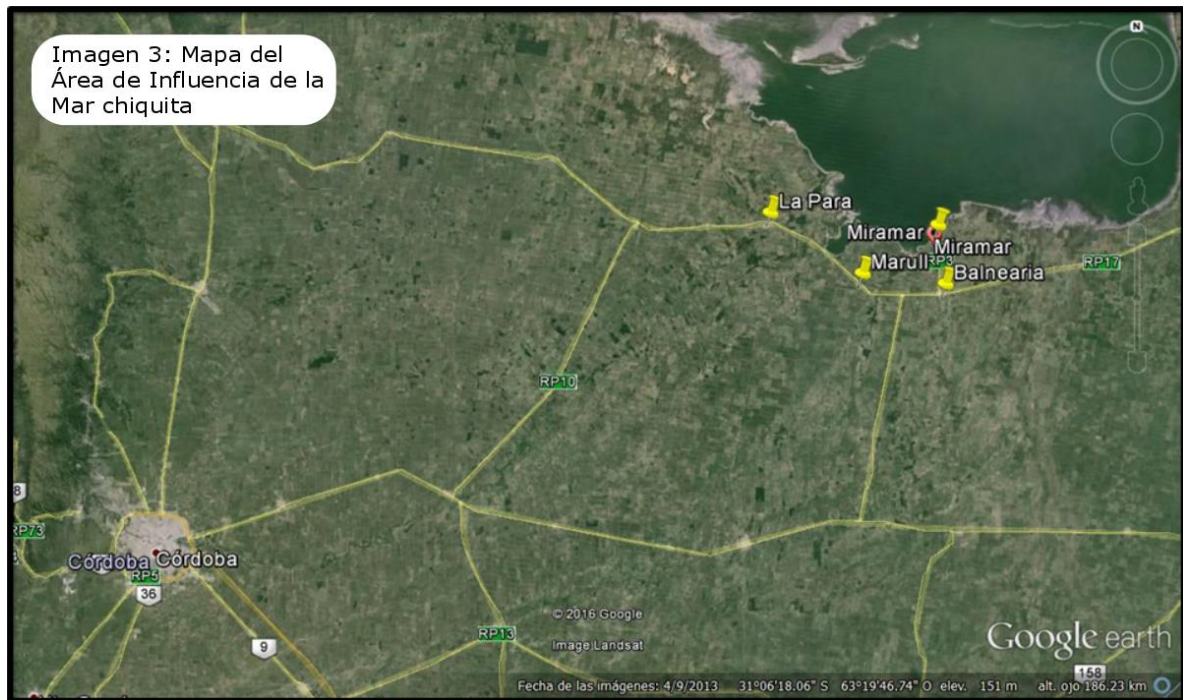 Imagen 3: Mapa del
Área de Influencia de la
Mar chiquita
N
La Para
Miramar
Miramar
Marull
RP3
Balnearia
RP17
RP10
8
RP73
Córdoba
Córdoba
RP5
36
9
RP13
© 2016 Google
Image Landsat
Google earth
158
Fecha de las imágenes: 4/9/2013 31°06'18.06" S 63°19'46.74" O elev. 151 m alt. ojo 186.23 km